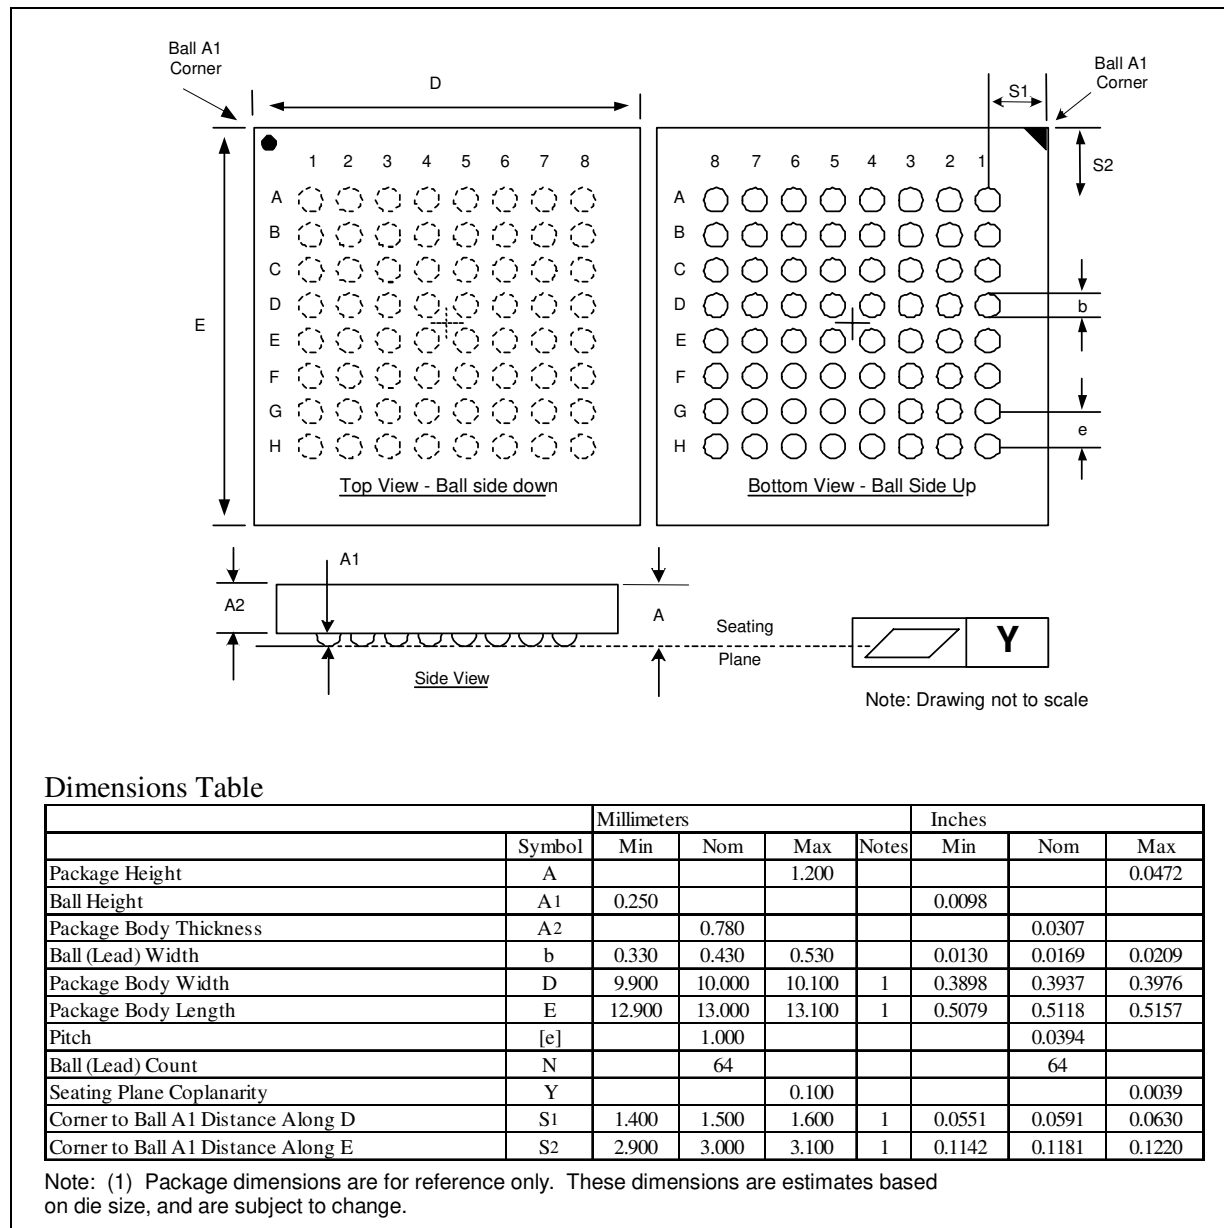 Ball A1
Corner
D
S1
Ball A1
Corner
S2
1 2 3 4 5 6 7 8
8 7 6 5 4 3 2 1
A
B
C
D
E
F
G
H
E
A
B
C
D
E
F
G
H
b
e
Top View - Ball side down
Bottom View - Ball Side Up
A1
A2
A
Seating
Plane
Y
Side View
Note: Drawing not to scale
Dimensions Table
Millimeters Inches
Symbol Min Nom Max Notes Min Nom Max
Package Height A 1.200 0.0472
Ball Height A1 0.250 0.0098
Package Body Thickness A2 0.780 0.0307
Ball (Lead) Width b 0.330 0.430 0.530 0.0130 0.0169 0.0209
Package Body Width D 9.900 10.000 10.100 1 0.3898 0.3937 0.3976
Package Body Length E 12.900 13.000 13.100 1 0.5079 0.5118 0.5157
Pitch [e] 1.000 0.0394
Ball (Lead) Count N 64 64
Seating Plane Coplanarity Y 0.100 0.0039
Corner to Ball A1 Distance Along D S1 1.400 1.500 1.600 1 0.0551 0.0591 0.0630
Corner to Ball A1 Distance Along E S2 2.900 3.000 3.100 1 0.1142 0.1181 0.1220
Note: (1) Package dimensions are for reference only. These dimensions are estimates based
on die size, and are subject to change.